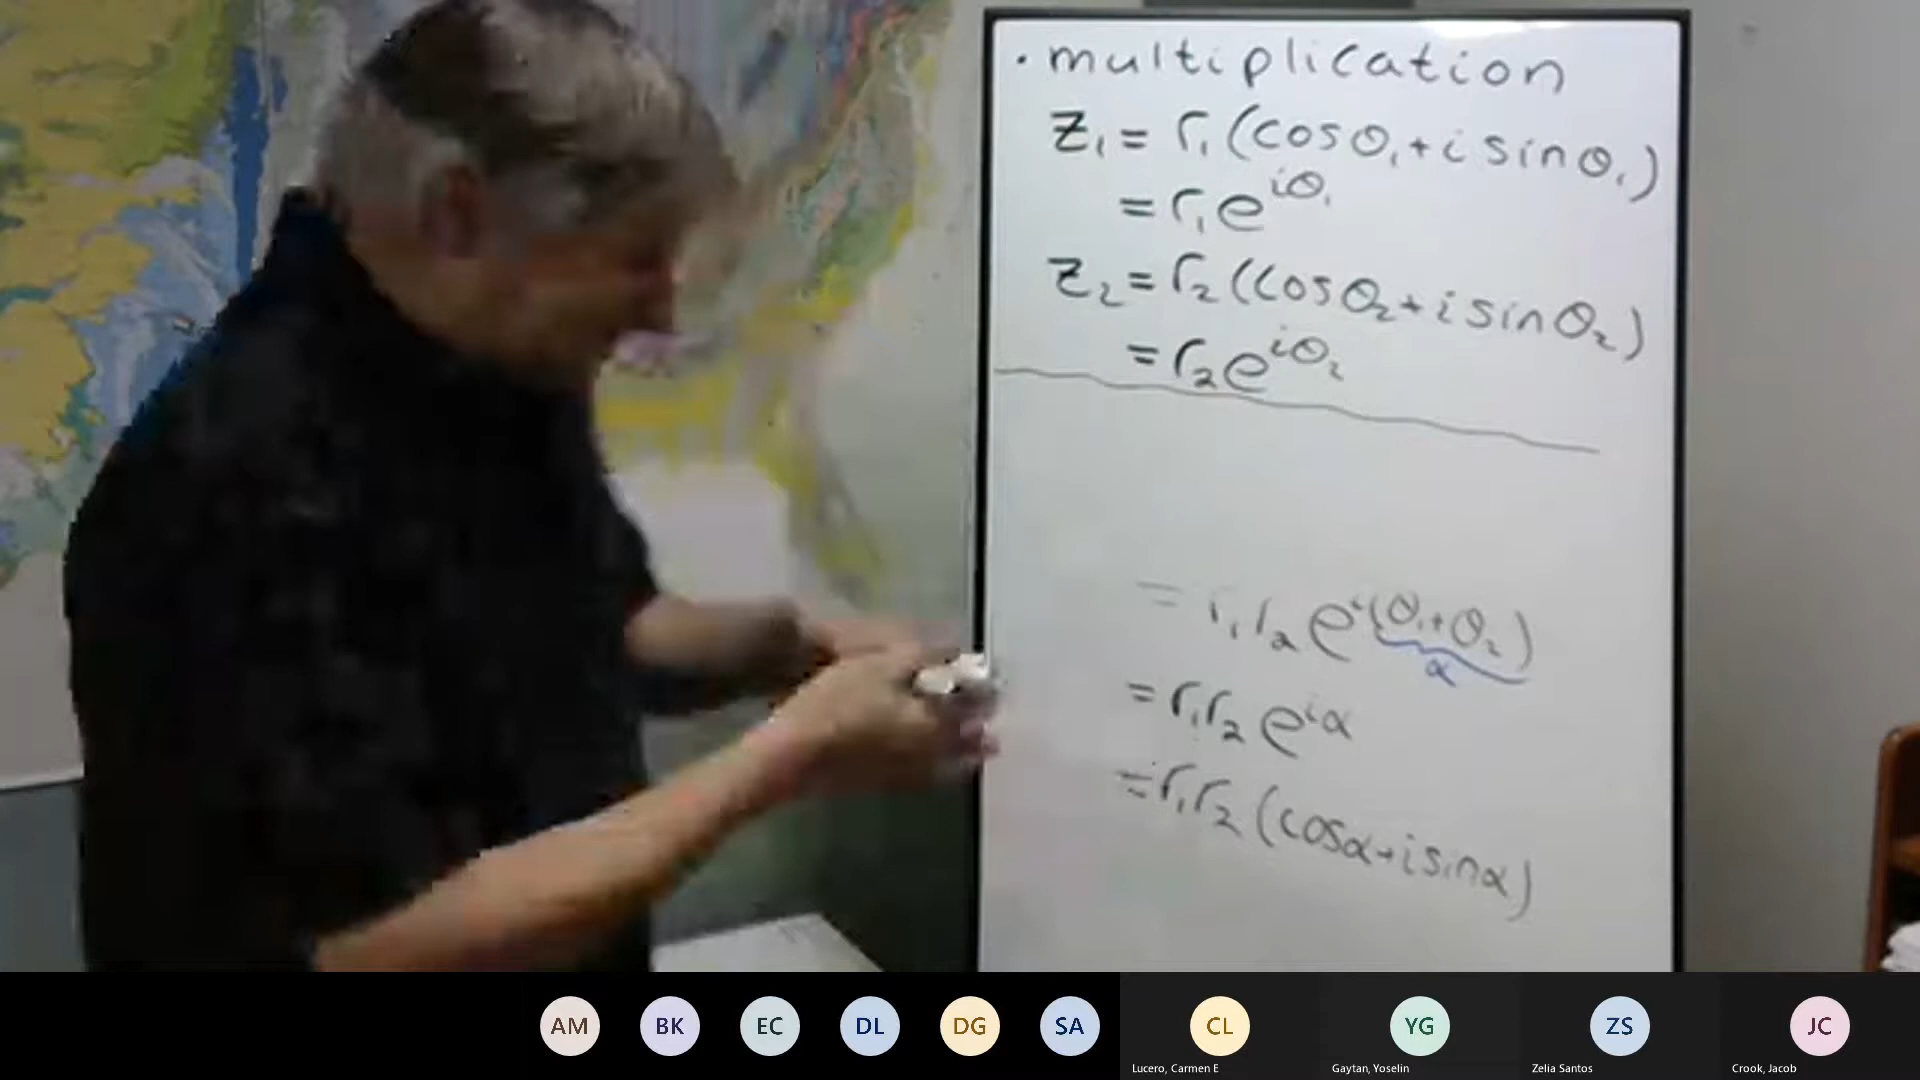 • multiplication
z₁ = r₁(cosθ₁+i sinθ₁)
= r₁e^{iθ₁}
z₂ = r₂(cosθ₂+i sinθ₂)
= r₂e^{iθ₂}
= r₁r₂e^{i(θ₁+θ₂)}
α
= r₁r₂ e^{iα}
= r₁r₂(cosα+i sinα)
AM BK EC DL DG SA CL YG ZS JC
Lucero, Carmen E Gaytan, Yoselin Zelia Santos Crook, Jacob